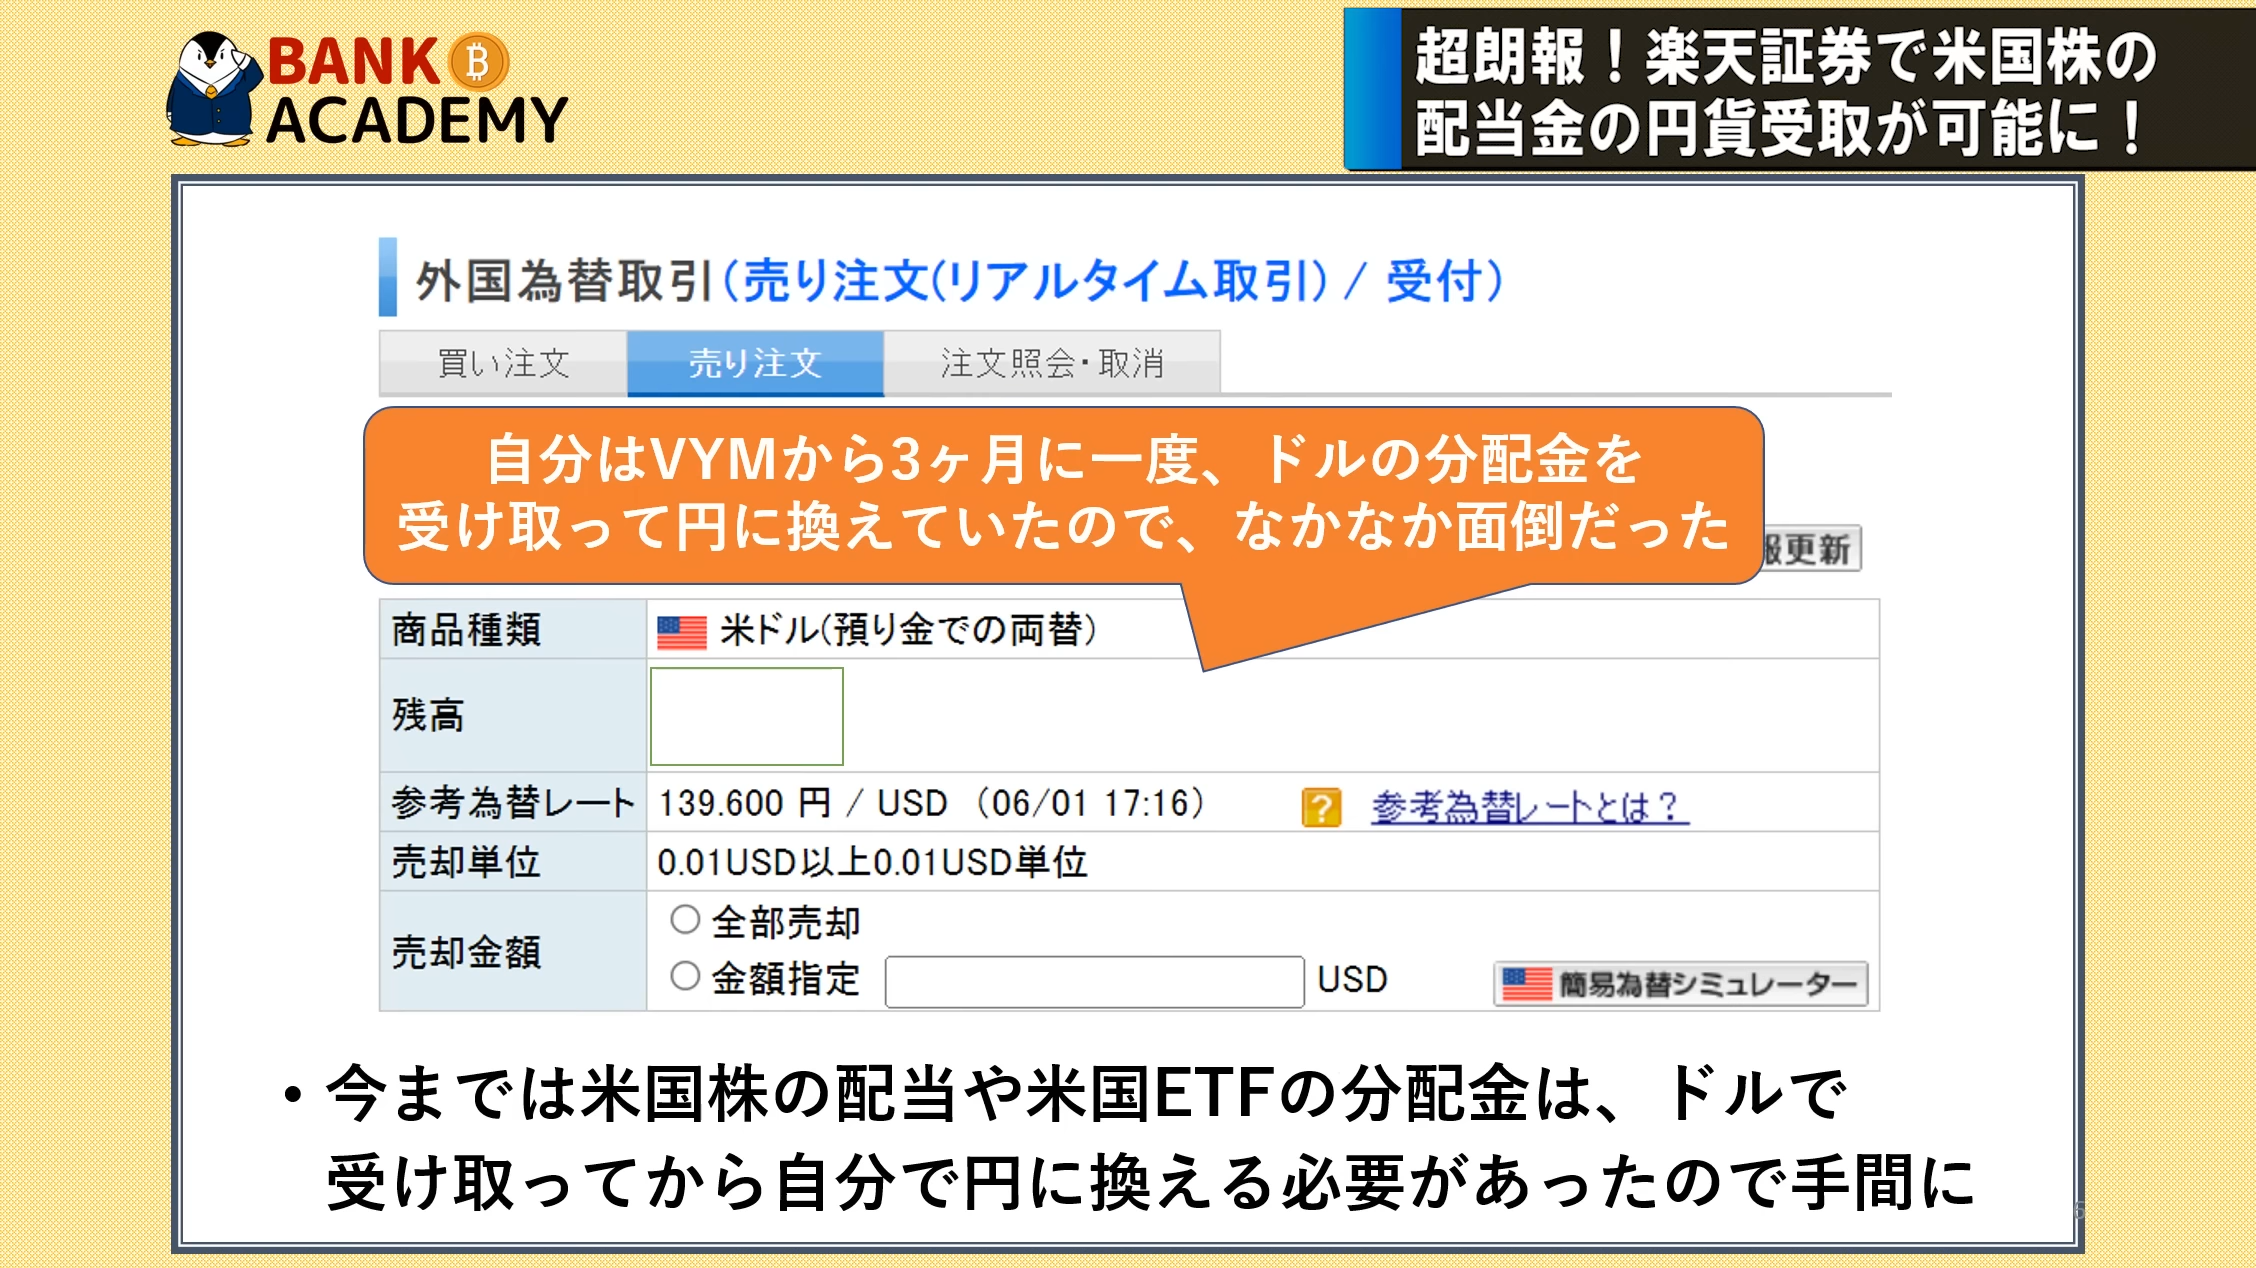 BANK
ACADEMY
超朗報！楽天証券で米国株の
配当金の円貨受取が可能に！
外国為替取引(売り注文(リアルタイム取引) / 受付)
買い注文 売り注文 注文照会・取消
自分はVYMから3ヶ月に一度、ドルの分配金を
受け取って円に換えていたので、なかなか面倒だった
報更新
商品種類 米ドル(預り金での両替)
残高
参考為替レート 139.600 円 / USD (06/01 17:16) ? 参考為替レートとは？
売却単位 0.01USD以上0.01USD単位
売却金額 全部売却
金額指定 USD 簡易為替シミュレーター
・今までは米国株の配当や米国ETFの分配金は、ドルで
受け取ってから自分で円に換える必要があったので手間に